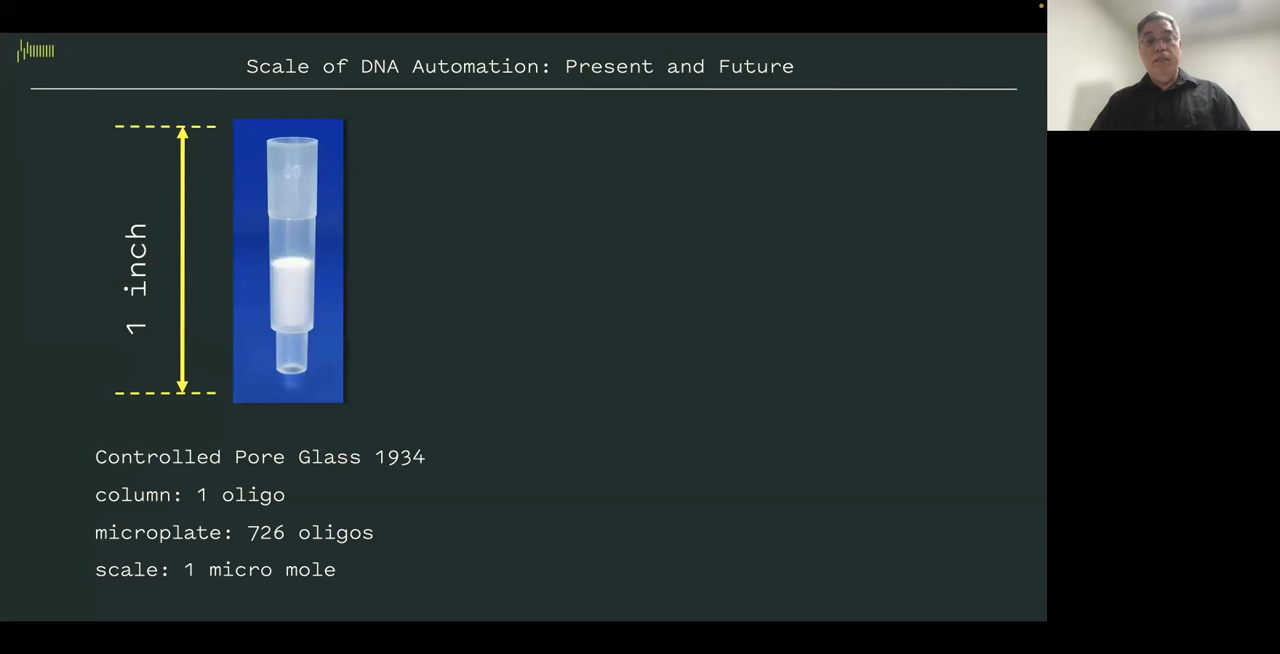 Scale of DNA Automation: Present and Future
1 inch
Controlled Pore Glass 1934
column: 1 oligo
microplate: 726 oligos
scale: 1 micro mole